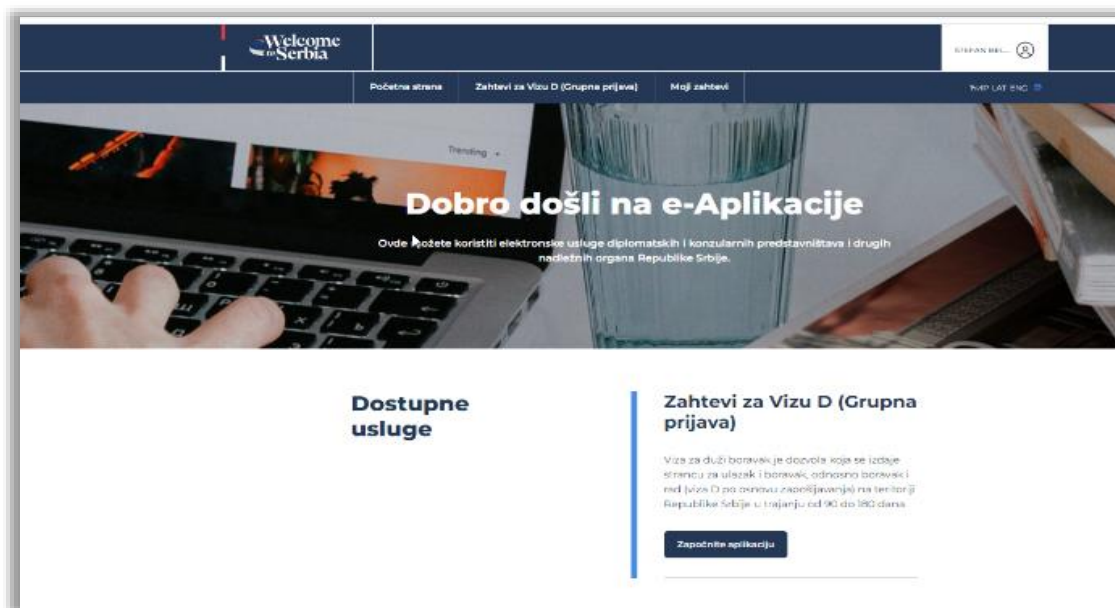 Welcome
to Serbia
Početna strana
Zahtevi za Vizu D (Grupna prijava)
Moji zahtevi
ЋИР LAT ENG
Trending
Dobro došli na e-Aplikacije
Ovde možete koristiti elektronske usluge diplomatskih i konzularnih predstavništava i drugih
nadležnih organa Republike Srbije.
Dostupne
usluge
Zahtevi za Vizu D (Grupna
prijava)
Viza za duži boravak je dozvola koja se izdaje
strancu za ulazak i boravak, odnosno boravak i
rad (viza D po osnovu zapošljavanja) na teritoriji
Republike Srbije u trajanju od 90 do 180 dana
Započnite aplikaciju